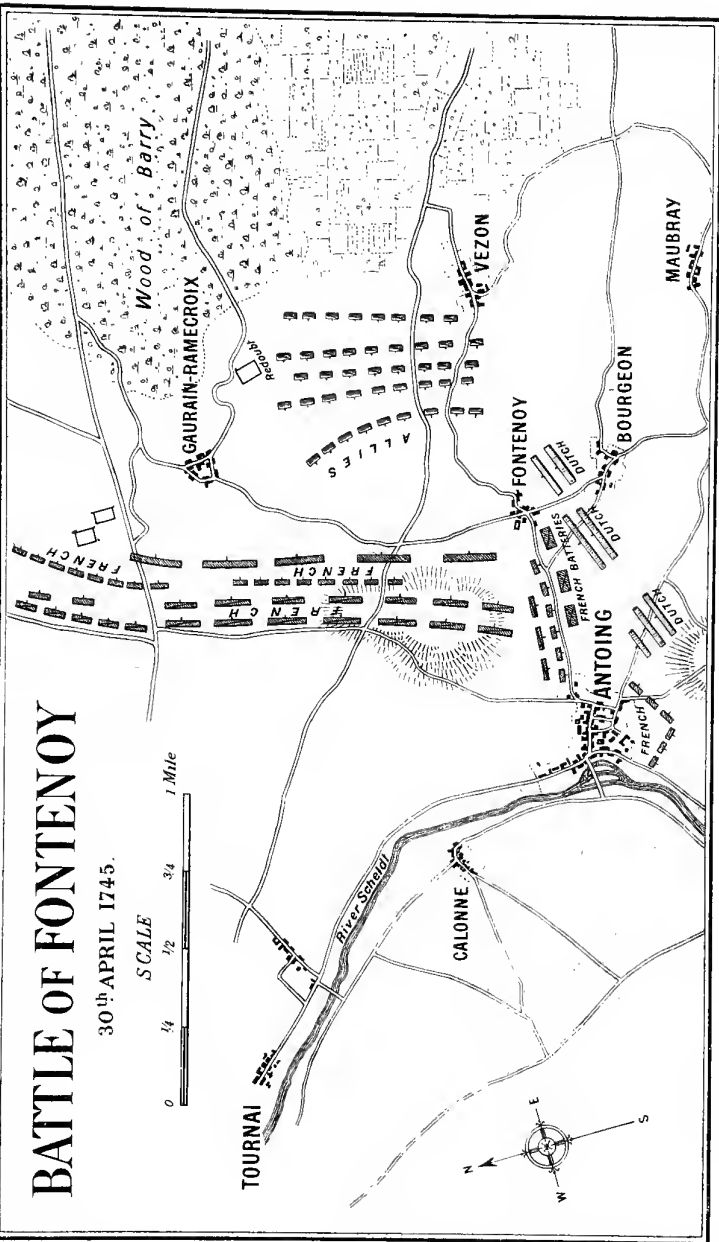 BATTLE OF FONTENOY
30th APRIL 1745.
SCALE
0 1/4 1/2 3/4 1 Mile
Wood of Barry
GAURAIN-RAMECROIX
Redoubt
ALLIES
VEZON
FRENCH
FRENCH
FRENCH
FONTENOY
DUTCH
BOURGEON
MAUBRAY
FRENCH BATTERIES
DUTCH
ANTOING
DUTCH
FRENCH
River Scheldt
CALONNE
TOURNAI
N
E
S
W